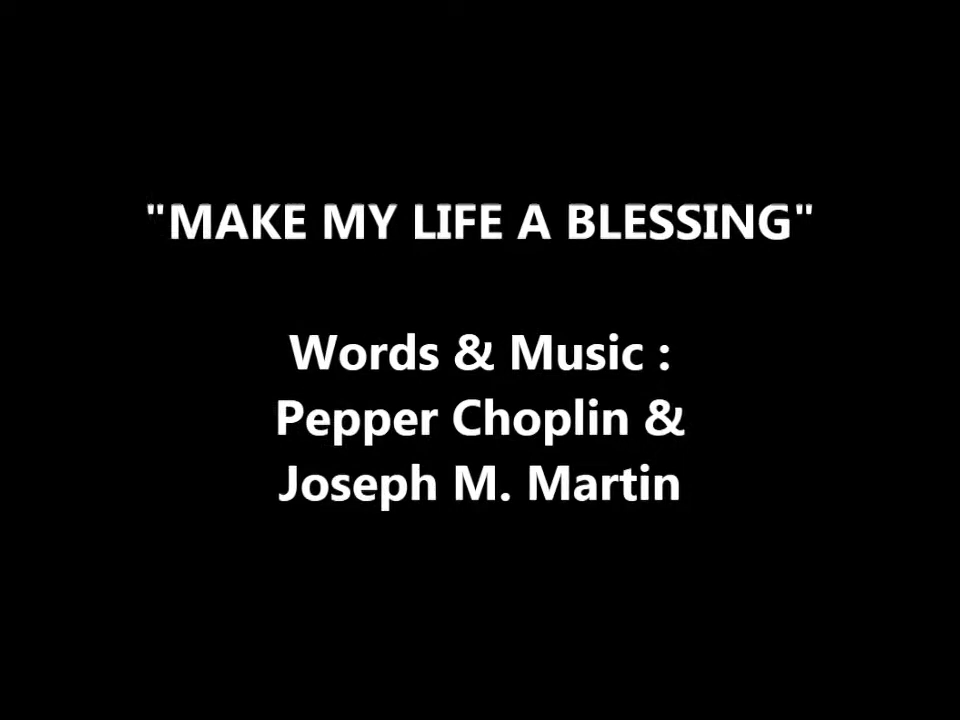 "MAKE MY LIFE A BLESSING"
Words & Music :
Pepper Choplin &
Joseph M. Martin